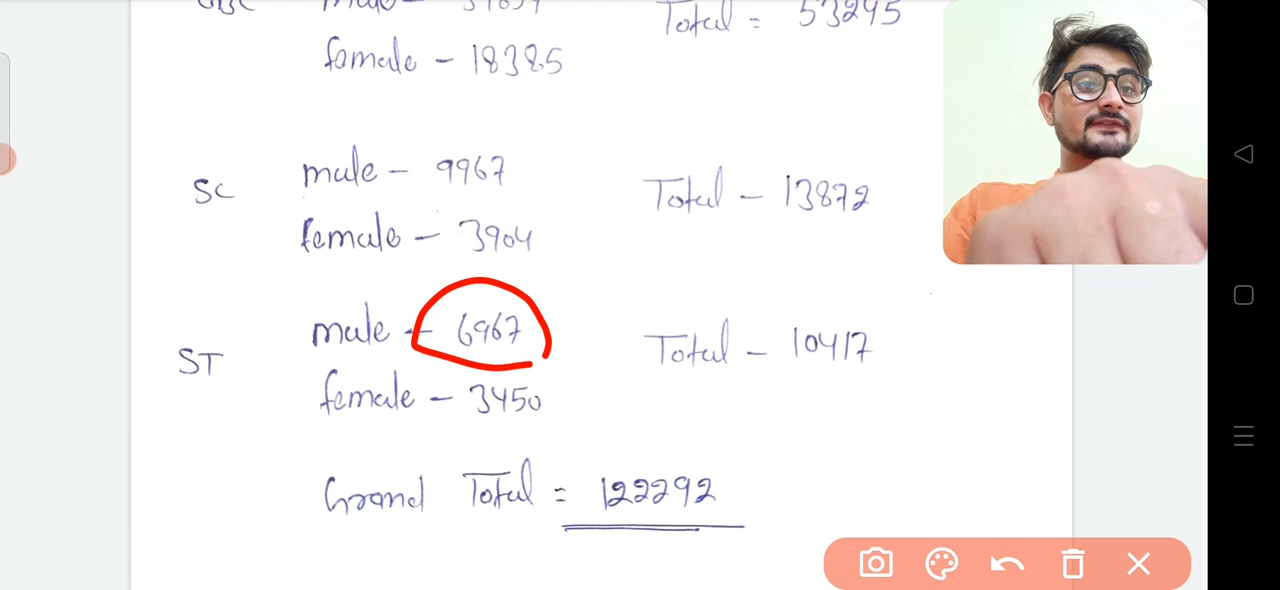 Total = 53245
female - 18385
SC
male - 9967
Total - 13872
female - 3904
ST
male - 6967
Total - 10417
female - 3450
Grand Total = 122292